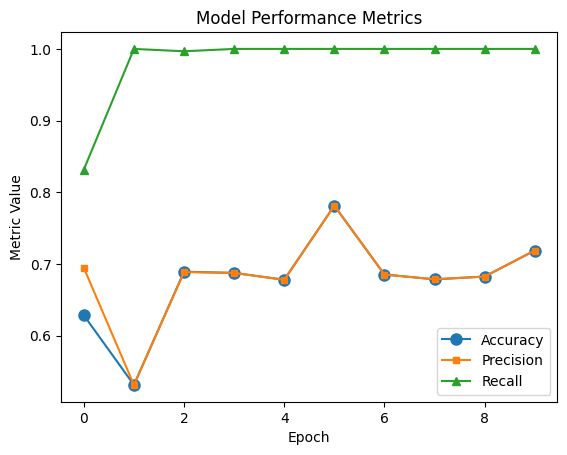 Model Performance Metrics
Metric Value
1.0
0.9
0.8
0.7
0.6
Accuracy
Precision
Recall
0 2 4 6 8
Epoch